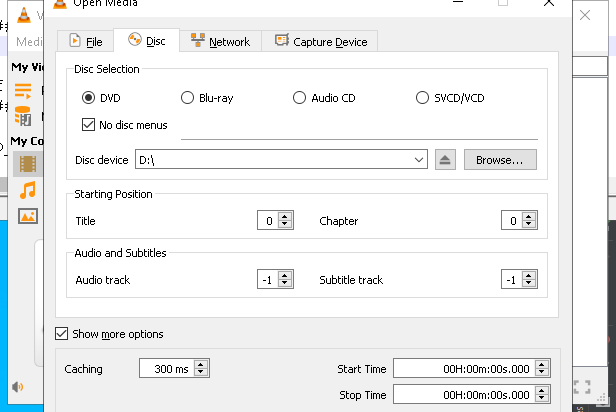 Open Media
Medi
File
Disc
Network
Capture Device
My Vi
Disc Selection
DVD
Blu-ray
Audio CD
SVCD/VCD
No disc menus
My Co
Disc device
D:\
Browse...
Starting Position
Title
0
Chapter
0
Audio and Subtitles
Audio track
-1
Subtitle track
-1
Show more options
Caching
300 ms
Start Time
00H:00m:00s.000
Stop Time
00H:00m:00s.000